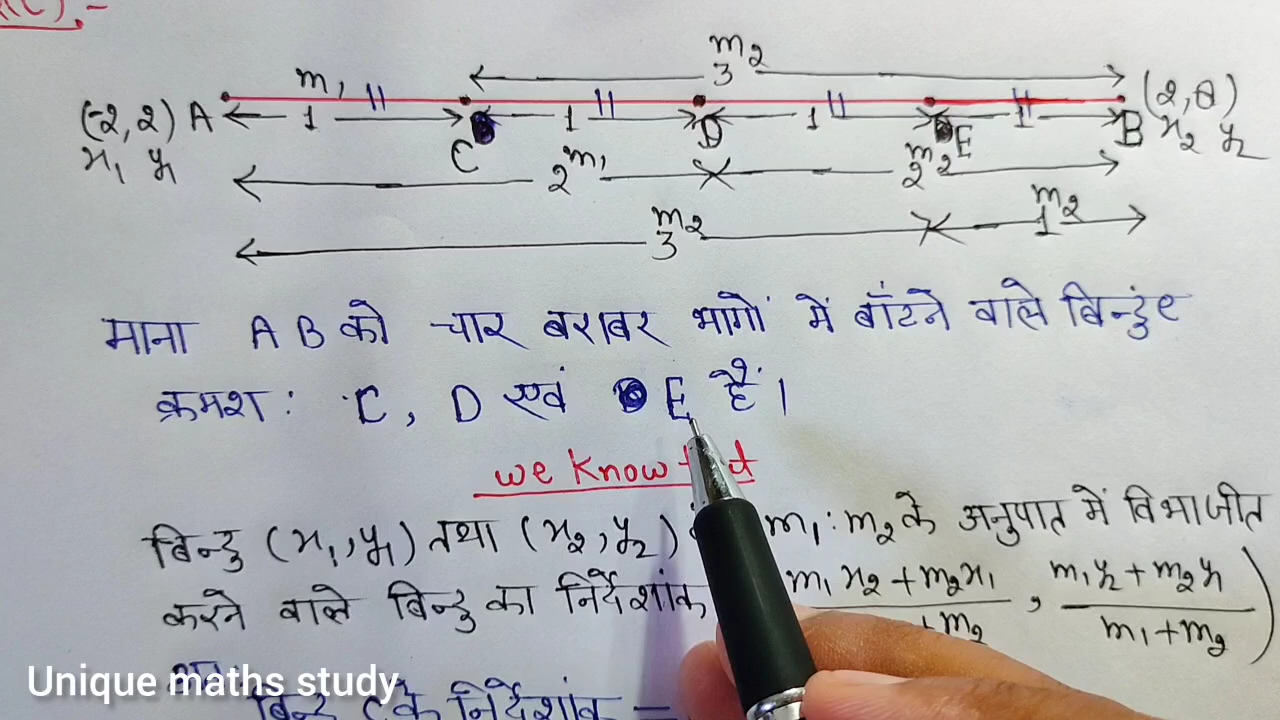 m₂
3
m₁
(-2, 2) A 1 1 1 1 (2, 8)
C D E B
x₁ y₁ x₂ y₂
2 m₁ m₂ 2
m₂ 3 m₂ 1
माना AB को चार बराबर भागों में बाँटने वाले बिन्दुंए
क्रमश: C, D एवं E हैं।
we know
बिन्दु (x₁, y₁) तथा (x₂, y₂) m₁ : m₂ के अनुपात में विभाजीत
करने वाले बिन्दु का निर्देशांक m₁x₂ + m₂x₁ / + m₂ , m₁y₂ + m₂y₁ / m₁ + m₂ )
बिन्दु C के निर्देशांक —
Unique maths study